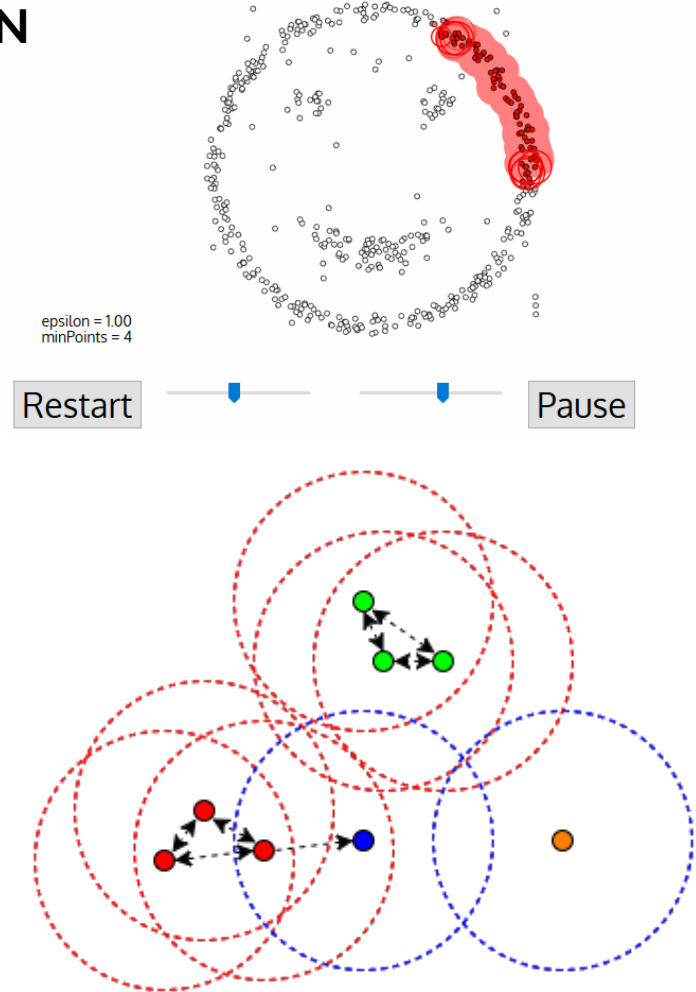 N
epsilon = 1.00
minPoints = 4
Restart
Pause